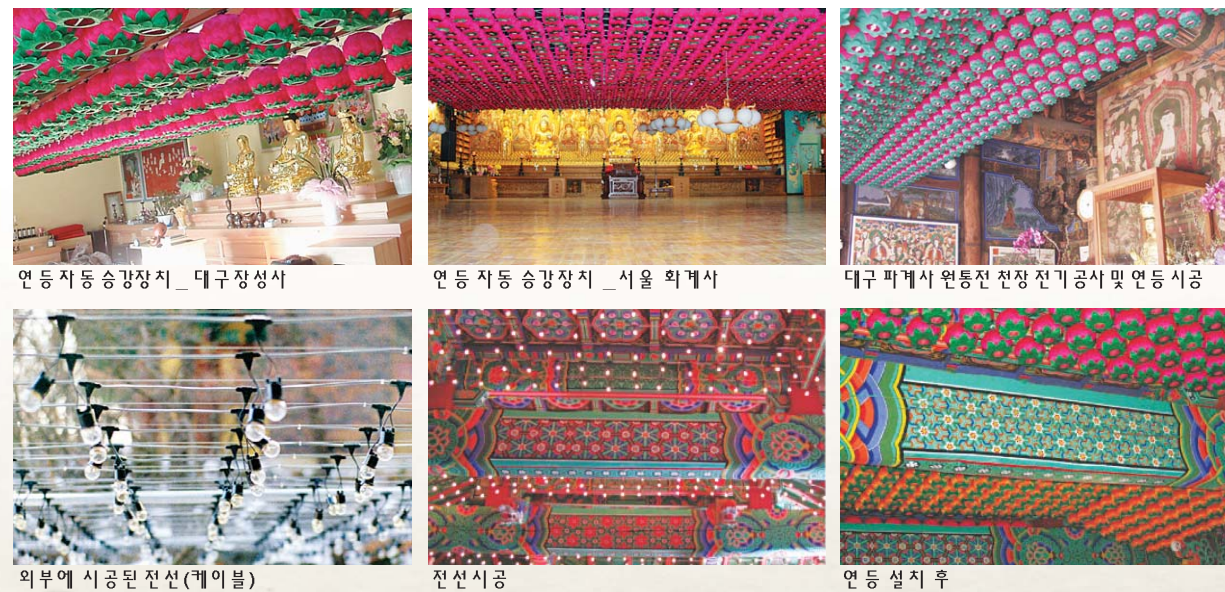 연등자동승강장치_대구장성사
연등 자동 승강장치 _서울 화계사
대구 파계사 원통전 천장 전기공사 및 연등 시공
외부에 시공된 전선(케이블)
전선시공
연등 설치 후